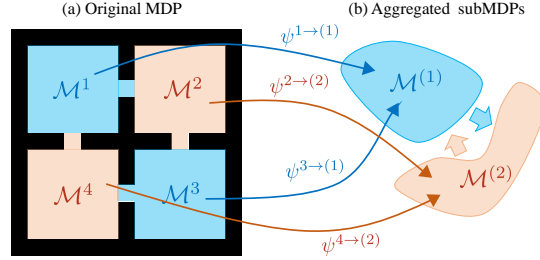 (a) Original MDP
(b) Aggregated subMDPs
ψ^{1→(1)}
ℳ^1
ℳ^2
ψ^{2→(2)}
ℳ^{(1)}
ψ^{3→(1)}
ℳ^4
ℳ^3
ℳ^{(2)}
ψ^{4→(2)}